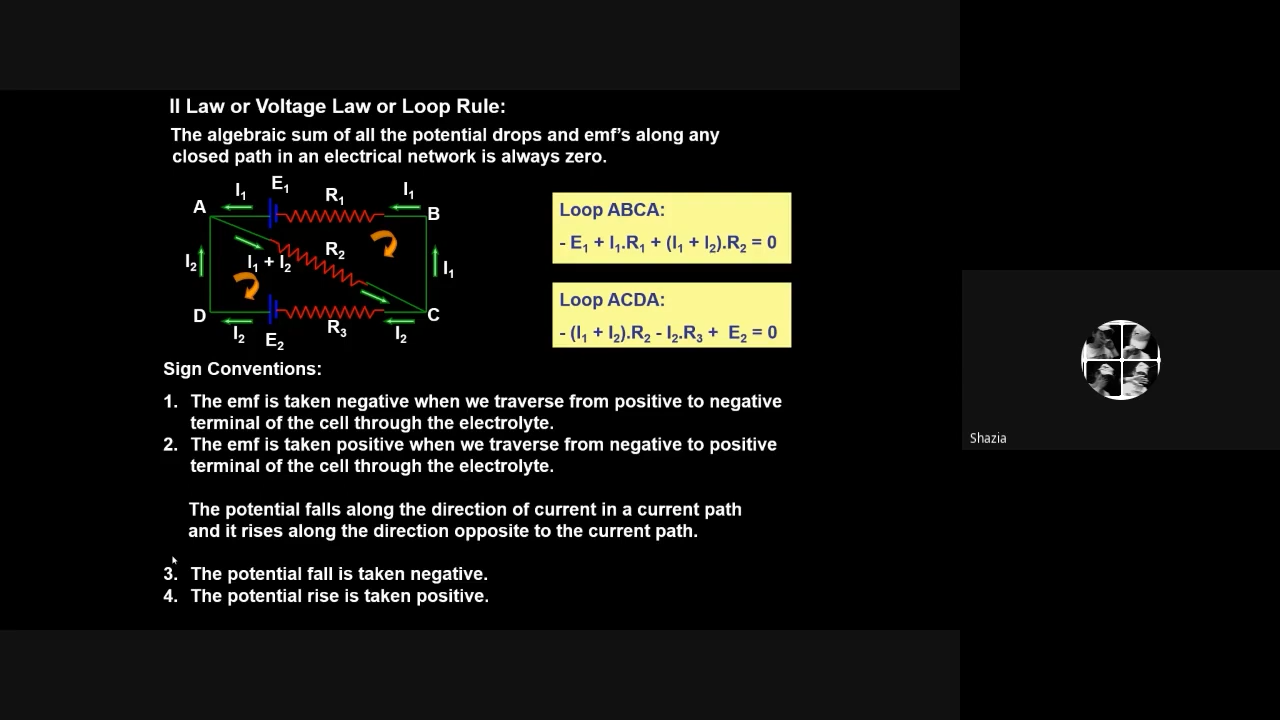 II Law or Voltage Law or Loop Rule:
The algebraic sum of all the potential drops and emf’s along any
closed path in an electrical network is always zero.
I₁ E₁ R₁ I₁
A B
R₂
I₂ I₁ + I₂ I₁
D C
I₂ E₂ R₃ I₂
Loop ABCA:
- E₁ + I₁.R₁ + (I₁ + I₂).R₂ = 0
Loop ACDA:
- (I₁ + I₂).R₂ - I₂.R₃ + E₂ = 0
Sign Conventions:
1. The emf is taken negative when we traverse from positive to negative
terminal of the cell through the electrolyte.
2. The emf is taken positive when we traverse from negative to positive
terminal of the cell through the electrolyte.
The potential falls along the direction of current in a current path
and it rises along the direction opposite to the current path.
3. The potential fall is taken negative.
4. The potential rise is taken positive.
Shazia